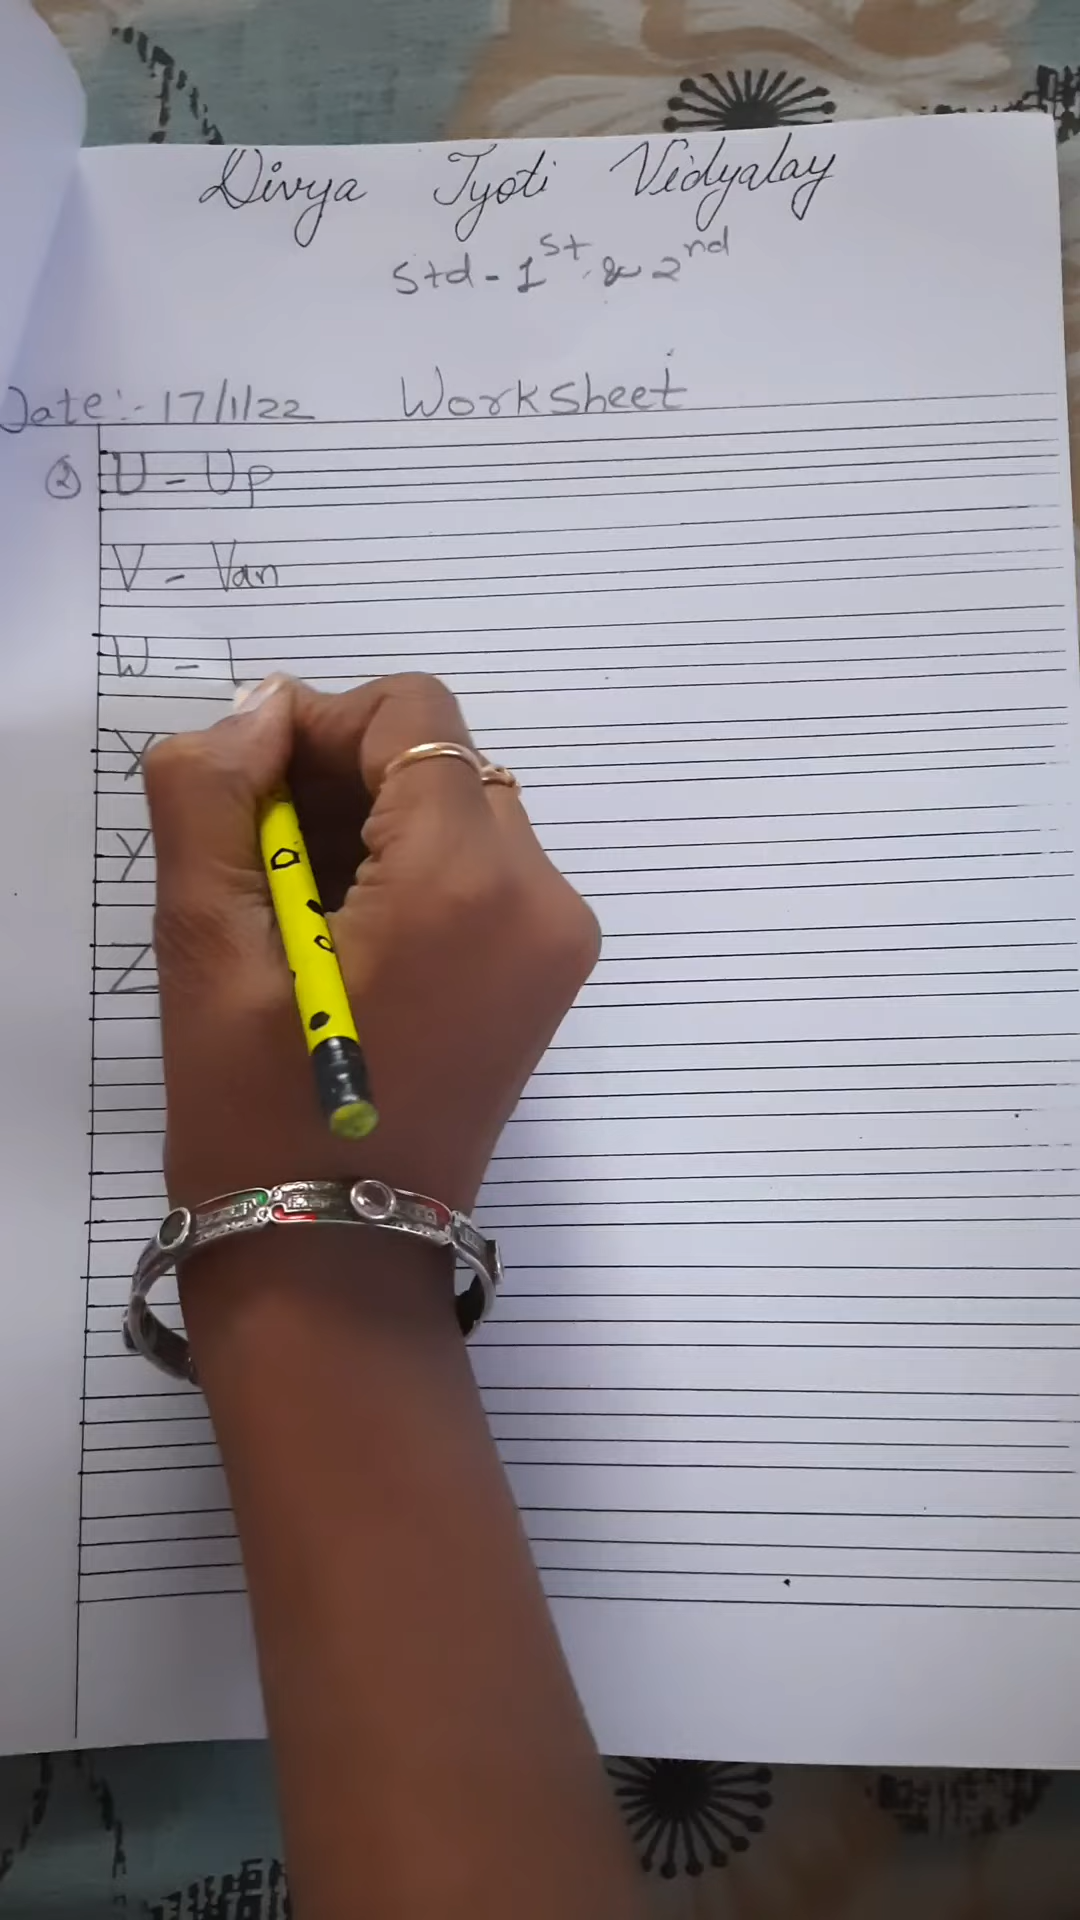 Divya Jyoti Vidyalay
Std - 1st & 2nd
Date:- 17/1/22 Worksheet
② U - Up
V - Van
W -
X
Y
Z